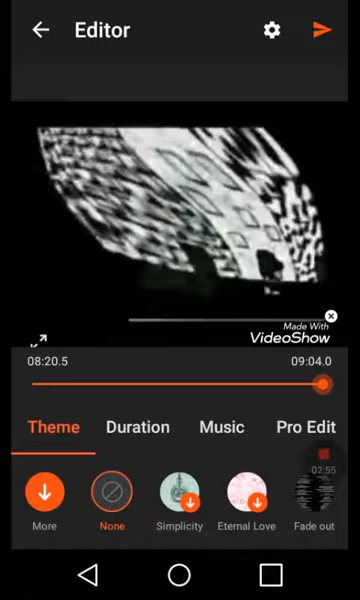 Editor
Made With
VideoShow
08:20.5 09:04.0
Theme Duration Music Pro Edit
02:55
More None Simplicity Eternal Love Fade out